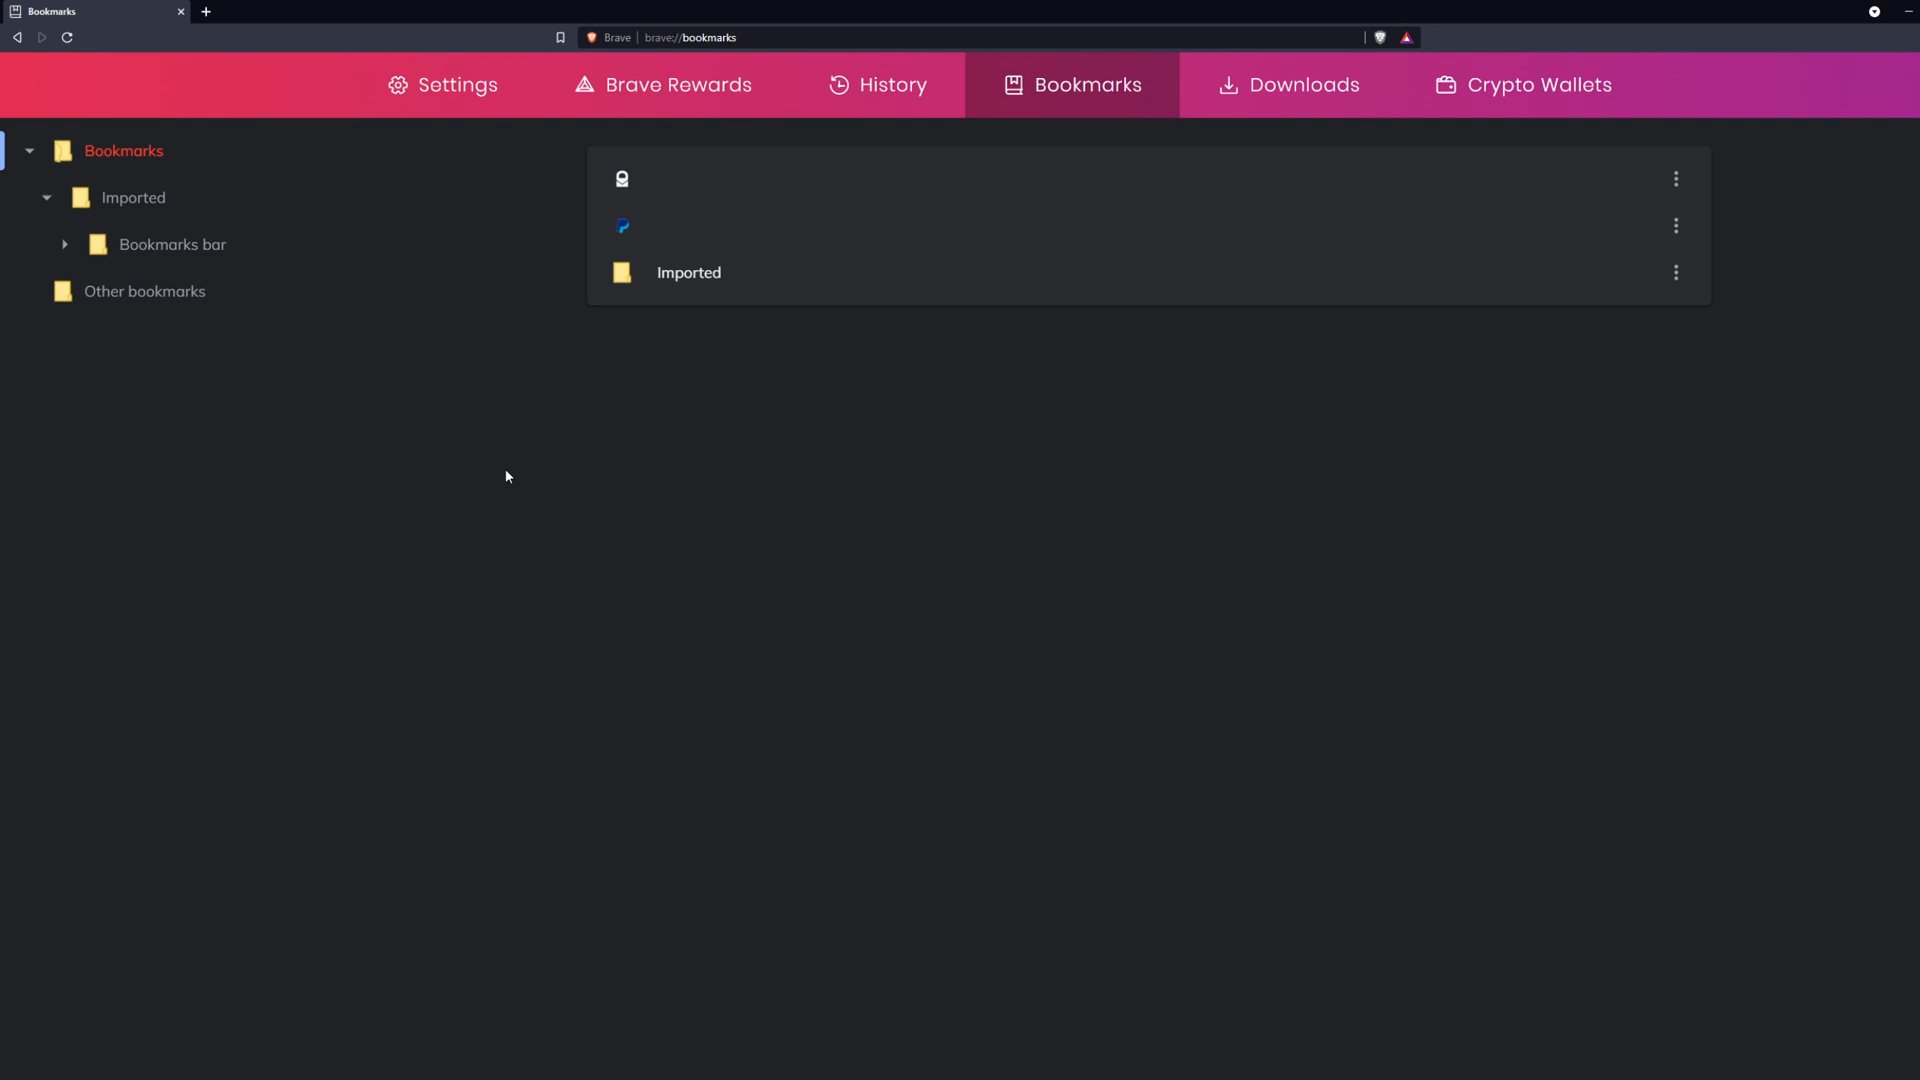 Bookmarks
Brave | brave://bookmarks
Settings
Brave Rewards
History
Bookmarks
Downloads
Crypto Wallets
Bookmarks
Imported
Bookmarks bar
Other bookmarks
Imported